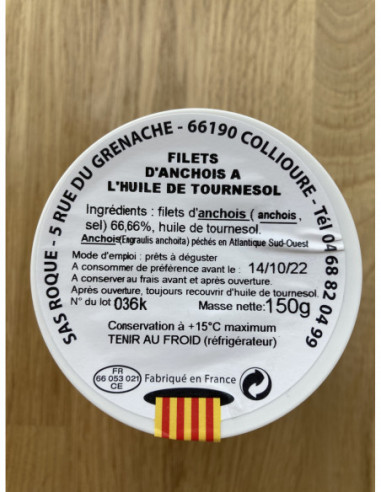 SAS ROQUE - 5 RUE DU GRENACHE - 66190 COLLIOURE - Tél 04 68 82 04 99
FILETS
D'ANCHOIS A
L'HUILE DE TOURNESOL
Ingrédients : filets d'anchois ( anchois ,
sel) 66,66%, huile de tournesol.
Anchois(Engraulis anchoita) péchés en Atlantique Sud-Ouest
Mode d'emploi : prêts à déguster
A consommer de préférence avant le : 14/10/22
A conserver au frais avant et après ouverture.
Après ouverture, toujours recouvrir d'huile de tournesol.
N° du lot 036k Masse nette: 150g
Conservation à +15°C maximum
TENIR AU FROID (réfrigérateur)
FR
66 053 021
CE
Fabriqué en France